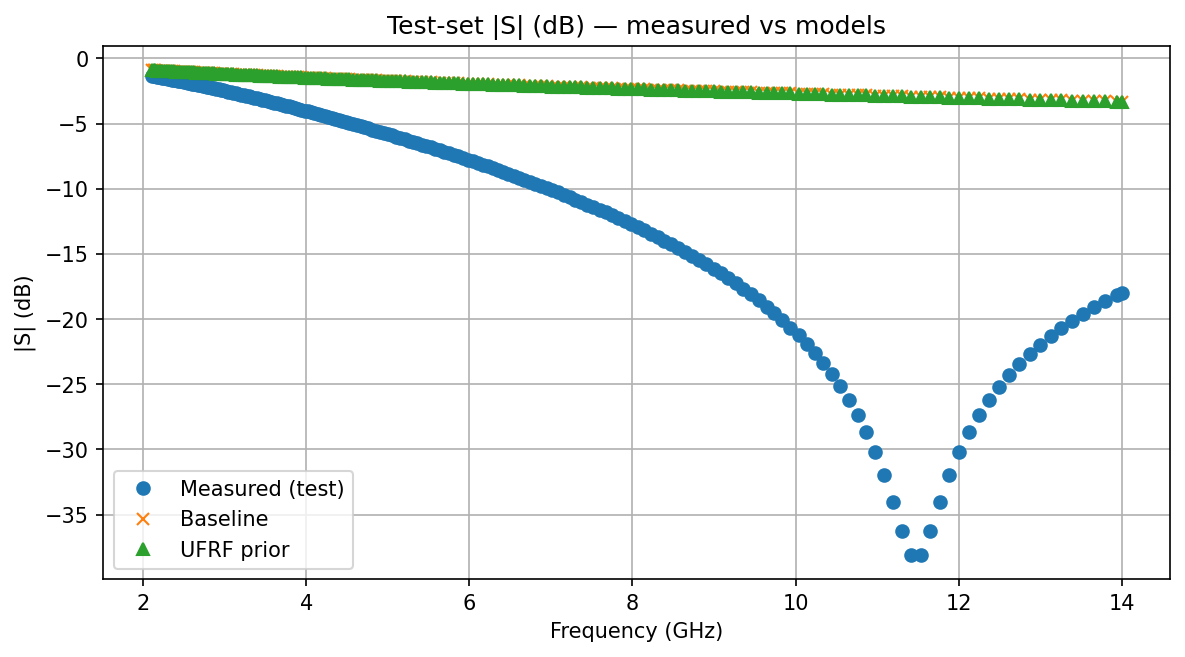 Test-set |S| (dB) — measured vs models
0
−5
−10
−15
−20
−25
−30
−35
|S| (dB)
Measured (test)
Baseline
UFRF prior
2 4 6 8 10 12 14
Frequency (GHz)